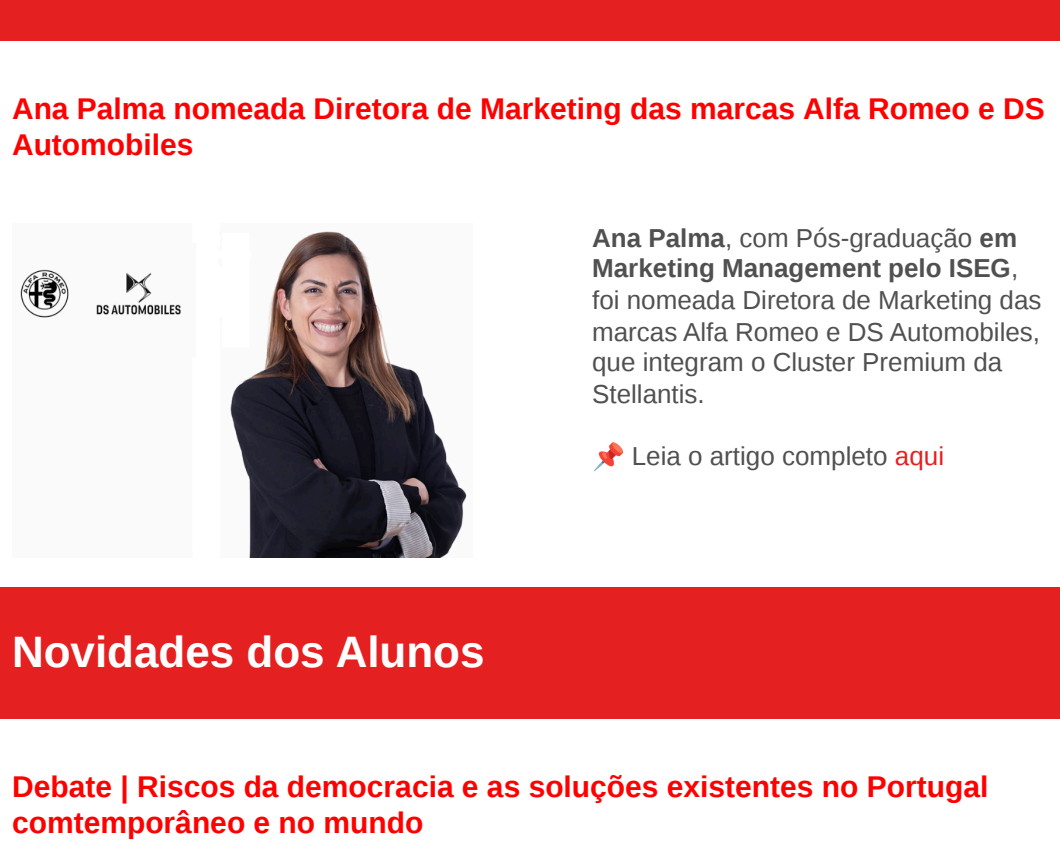 Ana Palma nomeada Diretora de Marketing das marcas Alfa Romeo e DS
Automobiles
ALFA ROMEO
DS AUTOMOBILES
Ana Palma, com Pós-graduação em
Marketing Management pelo ISEG,
foi nomeada Diretora de Marketing das
marcas Alfa Romeo e DS Automobiles,
que integram o Cluster Premium da
Stellantis.
📌 Leia o artigo completo aqui
Novidades dos Alunos
Debate | Riscos da democracia e as soluções existentes no Portugal
comtemporâneo e no mundo